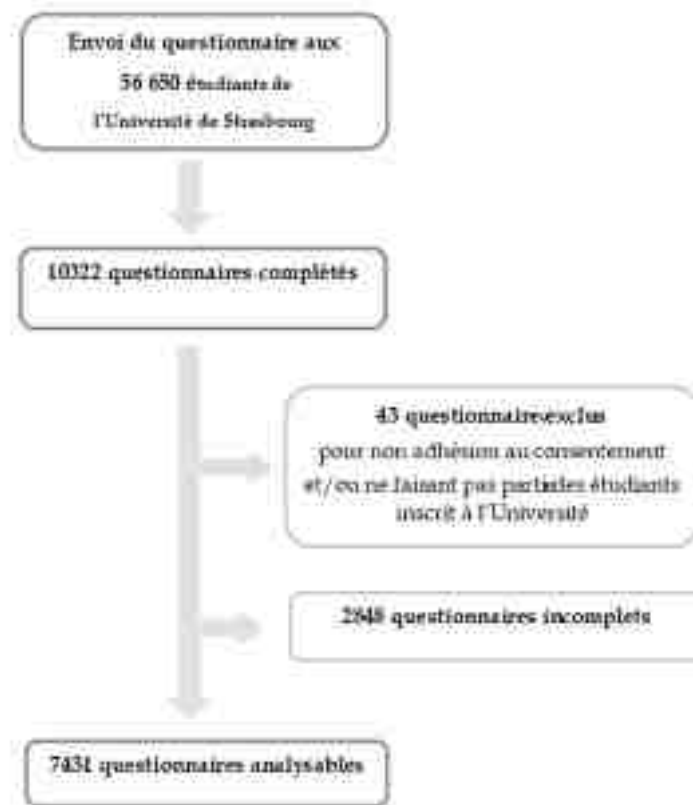 Envoi du questionnaire aux
56 650 étudiants de
l'Université de Strasbourg
10322 questionnaires complétés
43 questionnaire exclus
pour non adhésion au consentement
et/ou ne faisant pas partie des étudiants
inscrit à l'Université
2848 questionnaires incomplets
7431 questionnaires analysables